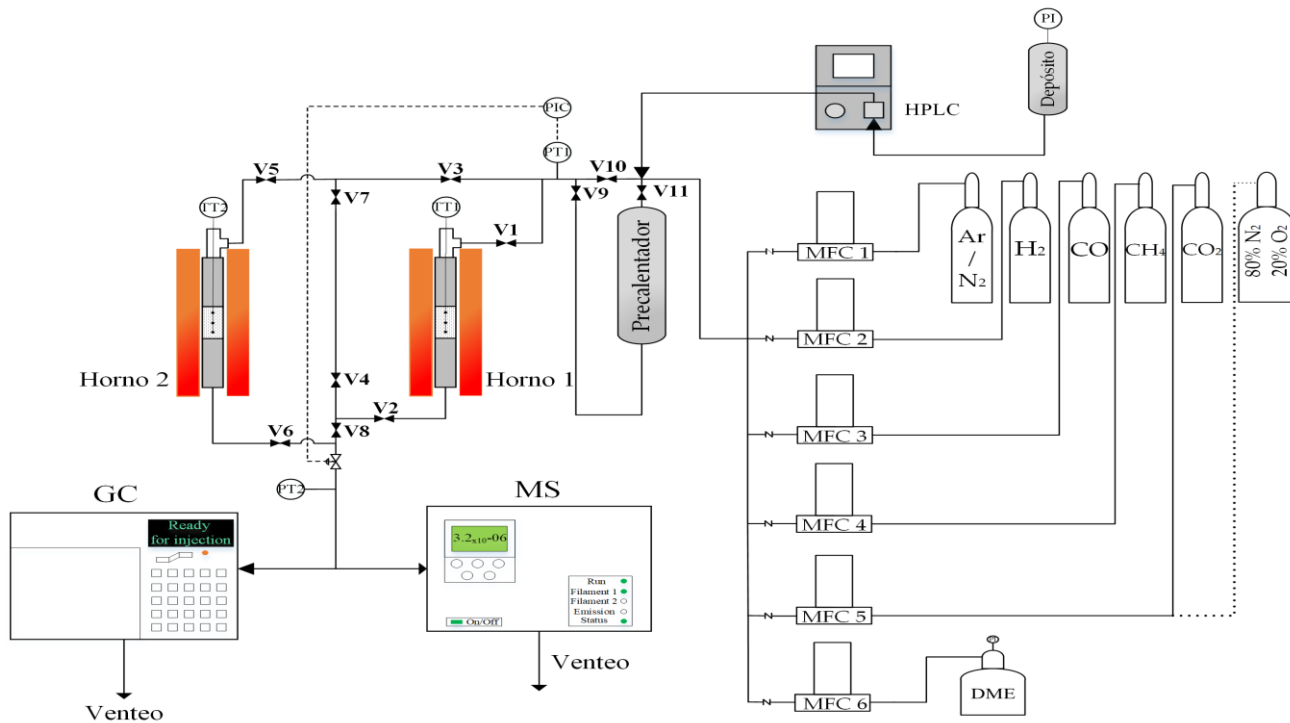 PI
Depósito
HPLC
PIC
PT1
V5
V3
V10
V9
V11
V7
TT2
TT1
V1
Precalentador
MFC 1
Ar / N₂
H₂
CO
CH₄
CO₂
80% N₂
20% O₂
MFC 2
Horno 2
V4
Horno 1
V2
V6
V8
MFC 3
PT2
GC
MS
MFC 4
Ready
for injection
3.2x10-06
Run
Filament 1
Filament 2
Emission
Status
On/Off
MFC 5
Venteo
Venteo
MFC 6
DME